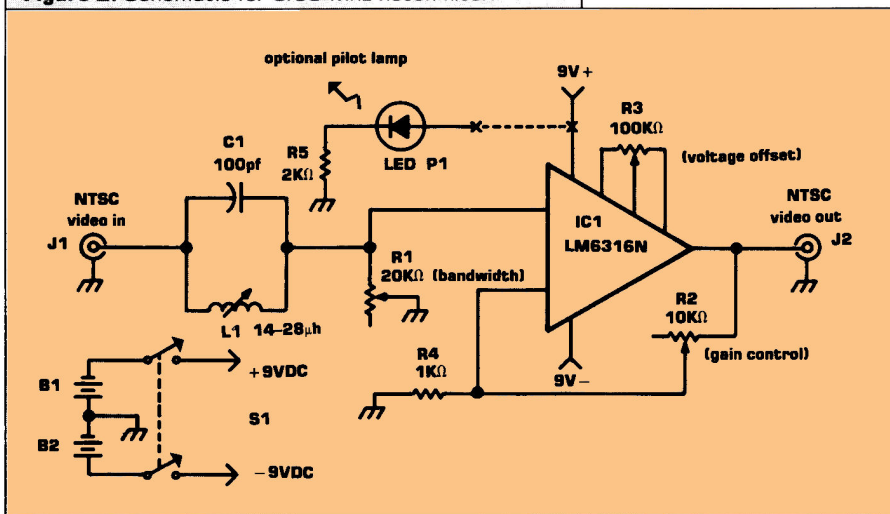 optional pilot lamp
9V+
R3
100KΩ
(voltage offset)
C1
100pf
R5
2KΩ
LED P1
NTSC
video in
J1
IC1
LM6316N
NTSC
video out
J2
R1
20KΩ (bandwidth)
L1 14–28μh
R2
10KΩ
(gain control)
R4
1KΩ
9V–
B1
+9VDC
S1
B2
–9VDC